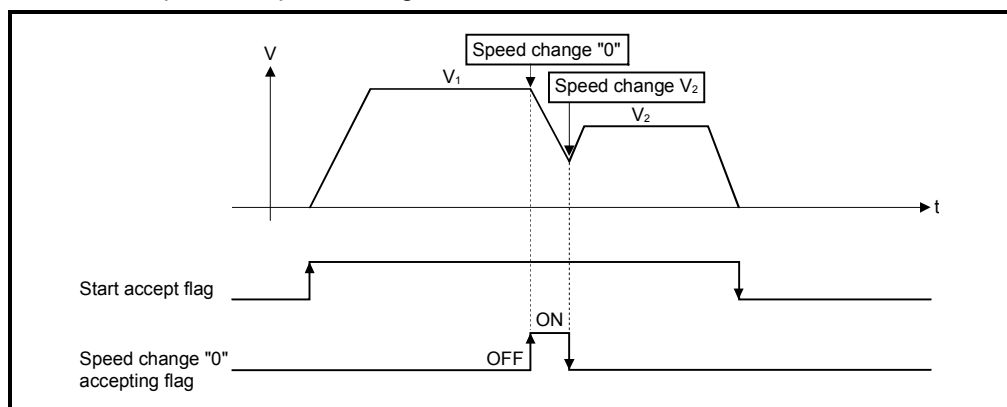 Speed change "0"
V
V₁
Speed change V₂
V₂
t
Start accept flag
ON
OFF
Speed change "0"
accepting flag